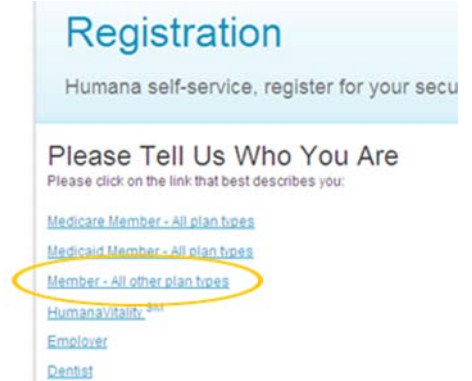 Registration
Humana self-service, register for your secu
Please Tell Us Who You Are
Please click on the link that best describes you:
Medicare Member - All plan types
Medicaid Member - All plan types
Member - All other plan types
HumanaVitality SM
Employer
Dentist